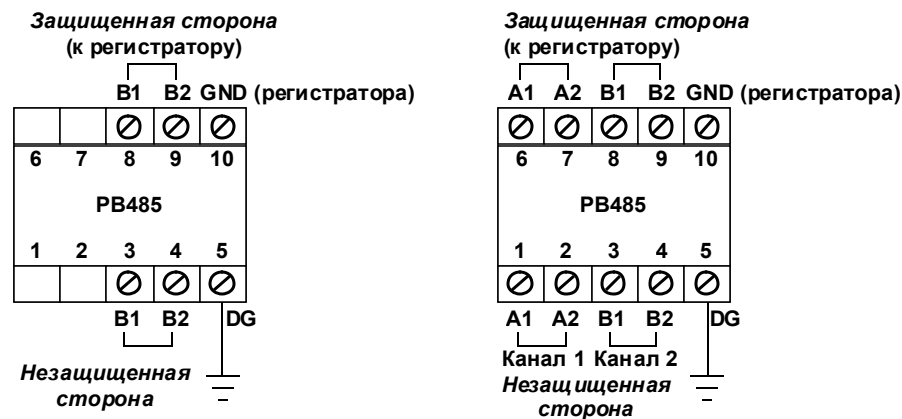 Защищенная сторона
(к регистратору)
B1 B2 GND (регистратора)
6 7 8 9 10
PB485
1 2 3 4 5
B1 B2 DG
Незащищенная
сторона
Защищенная сторона
(к регистратору)
A1 A2 B1 B2 GND (регистратора)
6 7 8 9 10
PB485
1 2 3 4 5
A1 A2 B1 B2 DG
Канал 1 Канал 2
Незащищенная
сторона